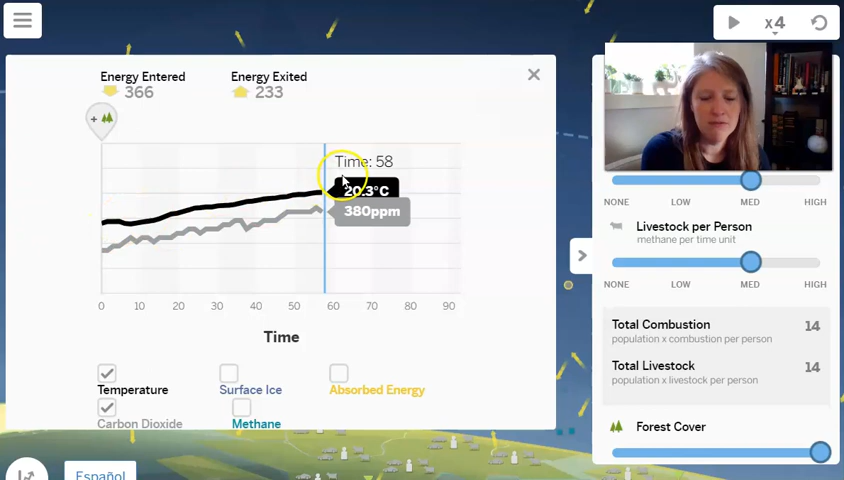 x4
Energy Entered
366
Energy Exited
233
+
Time: 58
20.3°C
380ppm
0 10 20 30 40 50 60 70 80 90
Time
Temperature
Surface Ice
Absorbed Energy
Carbon Dioxide
Methane
Español
NONE LOW MED HIGH
Livestock per Person
methane per time unit
NONE LOW MED HIGH
Total Combustion 14
population x combustion per person
Total Livestock 14
population x livestock per person
Forest Cover